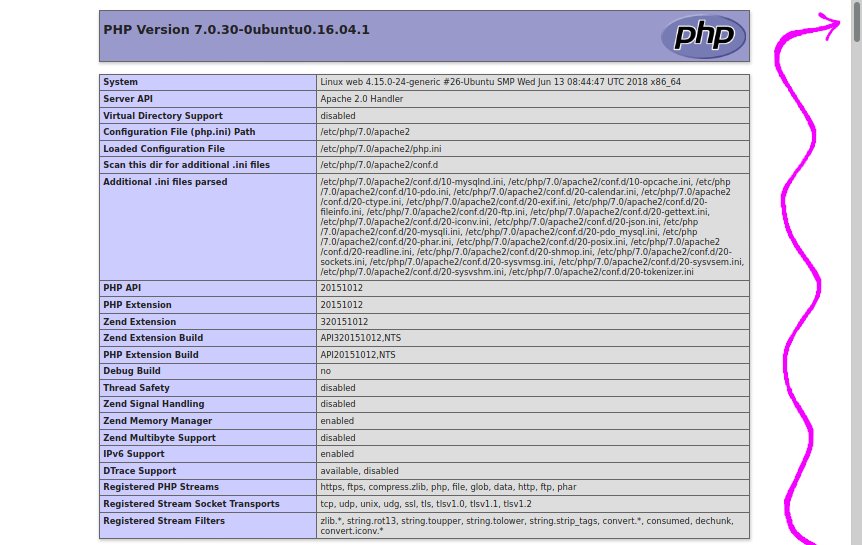 PHP Version 7.0.30-0ubuntu0.16.04.1
php
System Linux web 4.15.0-24-generic #26-Ubuntu SMP Wed Jun 13 08:44:47 UTC 2018 x86_64
Server API Apache 2.0 Handler
Virtual Directory Support disabled
Configuration File (php.ini) Path /etc/php/7.0/apache2
Loaded Configuration File /etc/php/7.0/apache2/php.ini
Scan this dir for additional .ini files /etc/php/7.0/apache2/conf.d
Additional .ini files parsed /etc/php/7.0/apache2/conf.d/10-mysqlnd.ini, /etc/php/7.0/apache2/conf.d/10-opcache.ini, /etc/php
/7.0/apache2/conf.d/10-pdo.ini, /etc/php/7.0/apache2/conf.d/20-calendar.ini, /etc/php/7.0/apache2
/conf.d/20-ctype.ini, /etc/php/7.0/apache2/conf.d/20-exif.ini, /etc/php/7.0/apache2/conf.d/20-
fileinfo.ini, /etc/php/7.0/apache2/conf.d/20-ftp.ini, /etc/php/7.0/apache2/conf.d/20-gettext.ini,
/etc/php/7.0/apache2/conf.d/20-iconv.ini, /etc/php/7.0/apache2/conf.d/20-json.ini, /etc/php
/7.0/apache2/conf.d/20-mysqli.ini, /etc/php/7.0/apache2/conf.d/20-pdo_mysql.ini, /etc/php
/7.0/apache2/conf.d/20-phar.ini, /etc/php/7.0/apache2/conf.d/20-posix.ini, /etc/php/7.0/apache2
/conf.d/20-readline.ini, /etc/php/7.0/apache2/conf.d/20-shmop.ini, /etc/php/7.0/apache2/conf.d/20-
sockets.ini, /etc/php/7.0/apache2/conf.d/20-sysvmsg.ini, /etc/php/7.0/apache2/conf.d/20-sysvsem.ini,
/etc/php/7.0/apache2/conf.d/20-sysvshm.ini, /etc/php/7.0/apache2/conf.d/20-tokenizer.ini
PHP API 20151012
PHP Extension 20151012
Zend Extension 320151012
Zend Extension Build API320151012,NTS
PHP Extension Build API20151012,NTS
Debug Build no
Thread Safety disabled
Zend Signal Handling disabled
Zend Memory Manager enabled
Zend Multibyte Support disabled
IPv6 Support enabled
DTrace Support available, disabled
Registered PHP Streams https, ftps, compress.zlib, php, file, glob, data, http, ftp, phar
Registered Stream Socket Transports tcp, udp, unix, udg, ssl, tls, tlsv1.0, tlsv1.1, tlsv1.2
Registered Stream Filters zlib.*, string.rot13, string.toupper, string.tolower, string.strip_tags, convert.*, consumed, dechunk,
convert.iconv.*